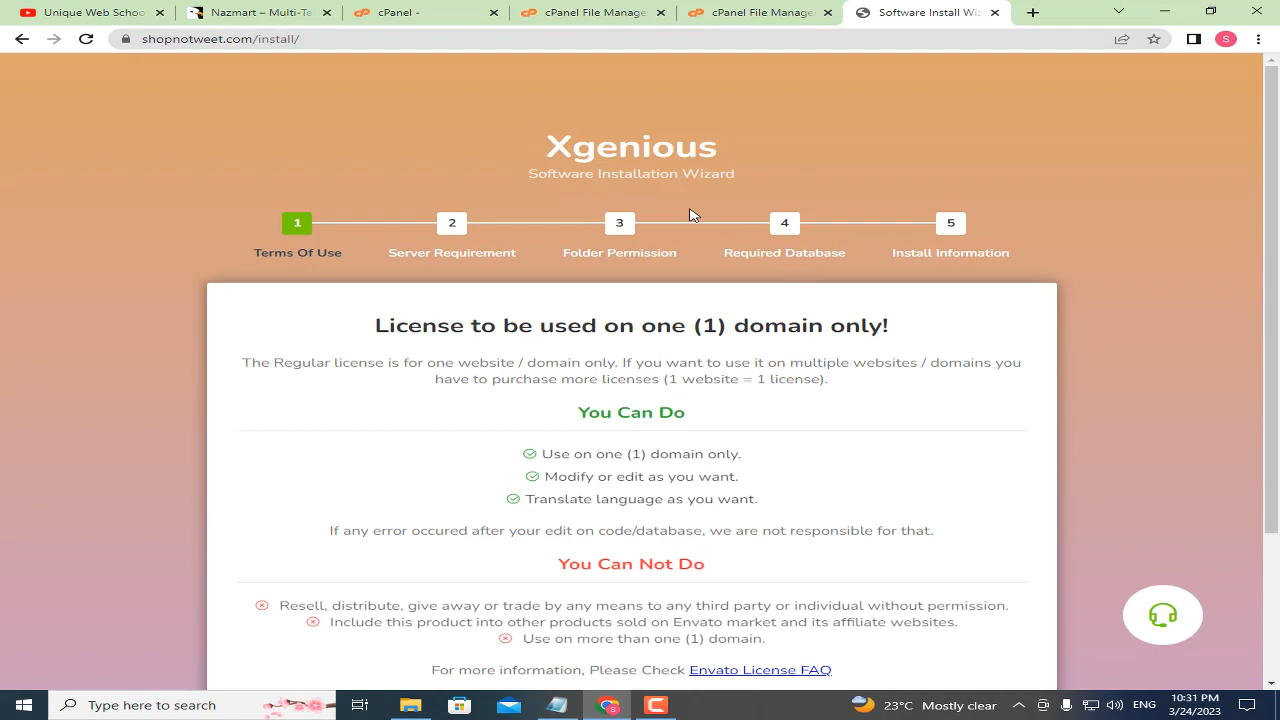 Unique Web Schoo
Nazmart – Multi-Te
cPanel -
cPanel File Manage
cPanel File Manage
Software Install Wiz
shopnotweet.com/install/
S
Xgenious
Software Installation Wizard
1
2
3
4
5
Terms Of Use
Server Requirement
Folder Permission
Required Database
Install Information
License to be used on one (1) domain only!
The Regular license is for one website / domain only. If you want to use it on multiple websites / domains you
have to purchase more licenses (1 website = 1 license).
You Can Do
Use on one (1) domain only.
Modify or edit as you want.
Translate language as you want.
If any error occured after your edit on code/database, we are not responsible for that.
You Can Not Do
Resell, distribute, give away or trade by any means to any third party or individual without permission.
Include this product into other products sold on Envato market and its affiliate websites.
Use on more than one (1) domain.
For more information, Please Check Envato License FAQ
Type here to search
23°C Mostly clear
ENG
10:31 PM
3/24/2023